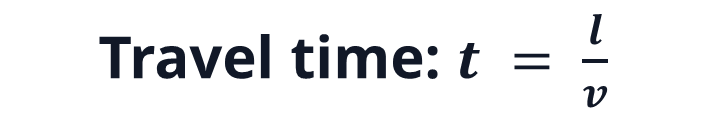 Travel time: t = l/v